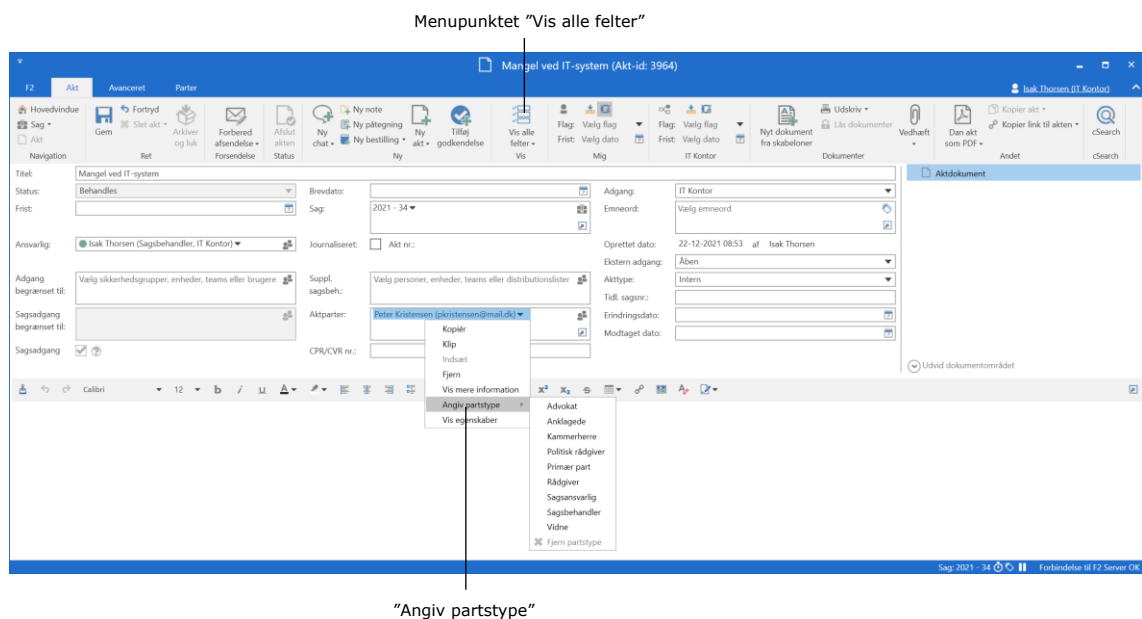 Menupunktet ”Vis alle felter”
Mangel ved IT-system (Akt-id: 3964)
F2 Akt Avanceret Parter
Isak Thorsen (IT Kontor)
Hovedvindue
Sag
Akt
Navigation
Gem
Fortryd
Slet akt
Arkiver og luk
Ret
Forbered afsendelse
Forsendelse
Afslut akten
Status
Ny chat
Ny note
Ny påtegning
Ny bestilling
Ny akt
Tilføj godkendelse
Ny
Vis alle felter
Vis
Flag: Vælg flag
Frist: Vælg dato
Mig
Flag: Vælg flag
Frist: Vælg dato
IT Kontor
Nyt dokument fra skabeloner
Udskriv
Lås dokumenter
Dokumenter
Vedhæft
Dan akt som PDF
Kopier akt
Kopier link til akten
Andet
cSearch
cSearch
Titel: Mangel ved IT-system
Status: Behandles
Brevdato:
Adgang: IT Kontor
Frist:
Sag: 2021 - 34
Emneord: Vælg emneord
Ansvarlig: Isak Thorsen (Sagsbehandler, IT Kontor)
Journaliseret: Akt nr.:
Oprettet dato: 22-12-2021 08:53 af Isak Thorsen
Ekstern adgang: Åben
Adgang begrænset til: Vælg sikkerhedsgrupper, enheder, teams eller brugere
Suppl. sagsbeh.: Vælg personer, enheder, teams eller distributionslister
Akttype: Intern
Tidl. sagsnr.:
Sagsadgang begrænset til:
Aktparter: Peter Kristensen (pkristensen@mail.dk)
Erindringsdato:
Modtaget dato:
Sagsadgang
CPR/CVR nr.:
Aktdokument
Udvid dokumentområdet
Calibri 12 b i u A
x² x₂ S
Kopiér
Klip
Indsæt
Fjern
Vis mere information
Angiv partstype
Vis egenskaber
Advokat
Anklagede
Kammerherre
Politisk rådgiver
Primær part
Rådgiver
Sagsansvarlig
Sagsbehandler
Vidne
Fjern partstype
Sag: 2021 - 34 Forbindelse til F2 Server OK
”Angiv partstype”